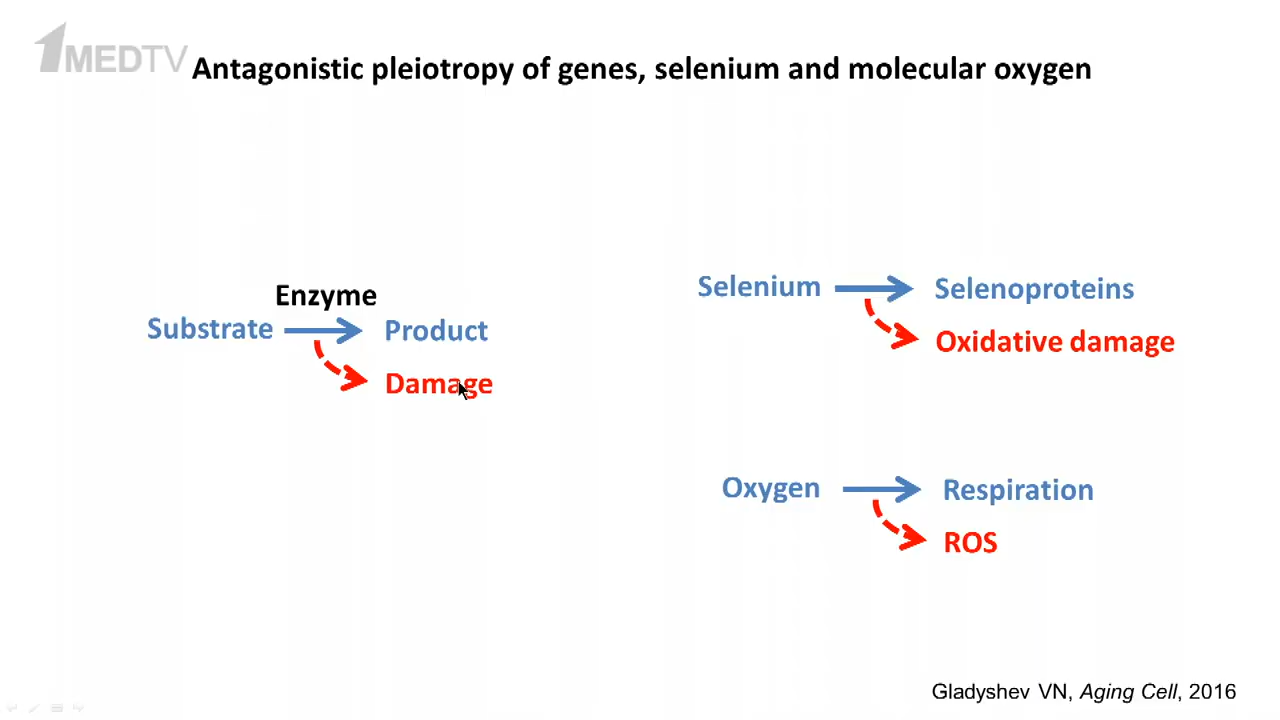 1MEDTV
Antagonistic pleiotropy of genes, selenium and molecular oxygen
Enzyme
Substrate
Product
Damage
Selenium
Selenoproteins
Oxidative damage
Oxygen
Respiration
ROS
Gladyshev VN, Aging Cell, 2016